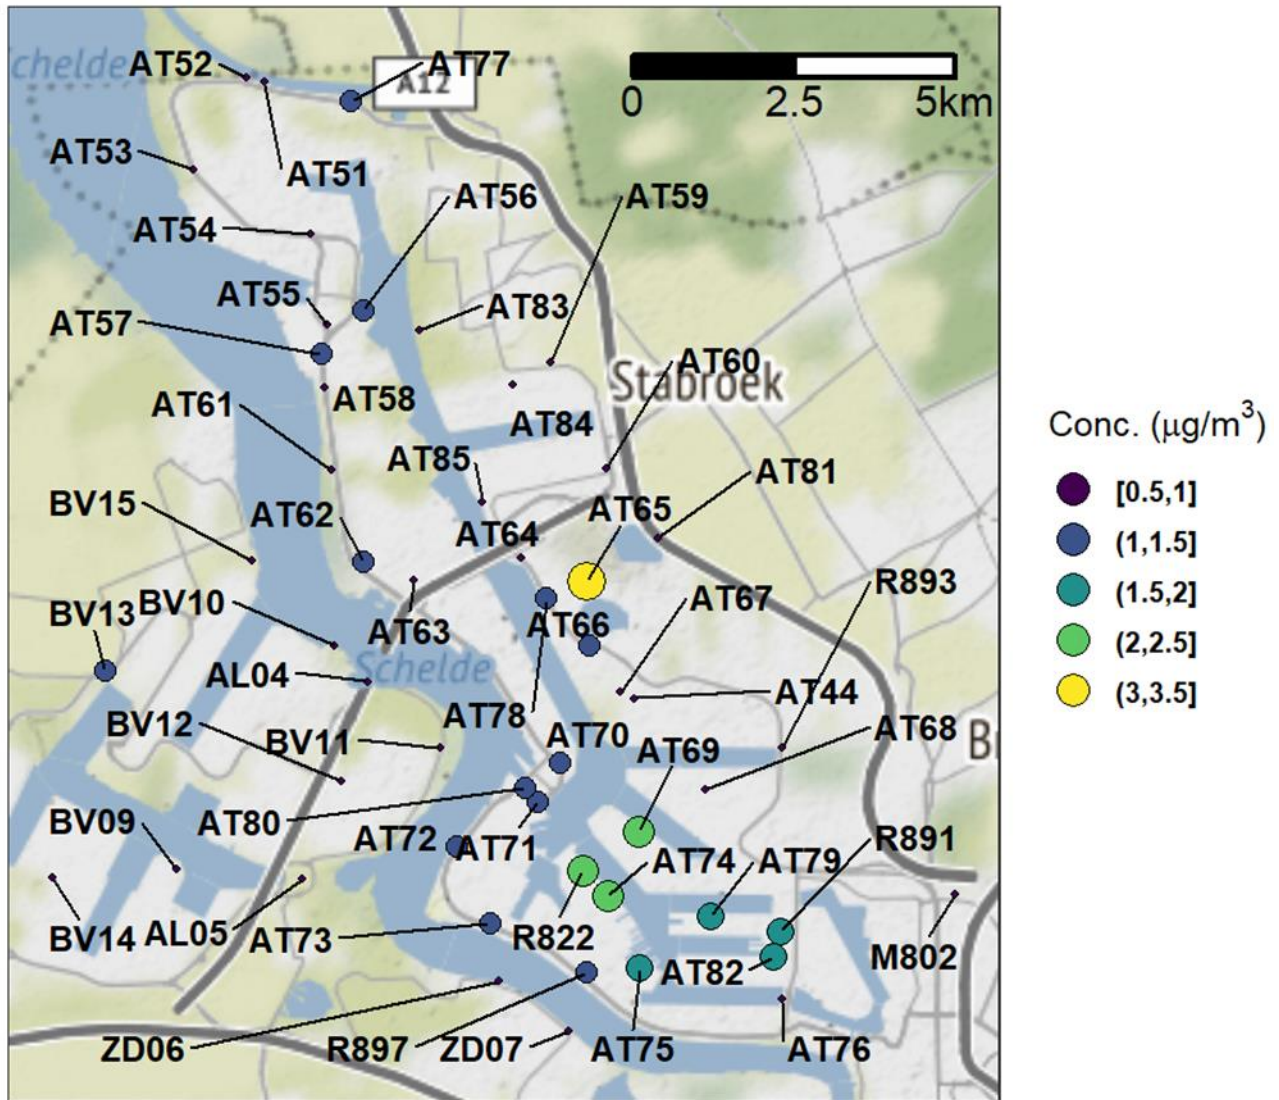 chelde
AT52
AT77
A12
0
2.5
5km
AT53
AT51
AT56
AT59
AT54
AT55
AT83
AT57
AT60
Stabroek
AT61
AT58
AT84
AT85
AT81
BV15
AT62
AT65
AT64
R893
BV13
BV10
AT67
AT63
AT66
AL04
Schelde
AT44
BV12
BV11
AT78
AT70
AT69
AT68
Br
BV09
AT80
AT72
AT71
AT74
AT79
R891
BV14
AL05
AT73
R822
AT82
M802
ZD06
R897
ZD07
AT75
AT76
Conc. (μg/m³)
[0.5,1]
(1,1.5]
(1.5,2]
(2,2.5]
(3,3.5]